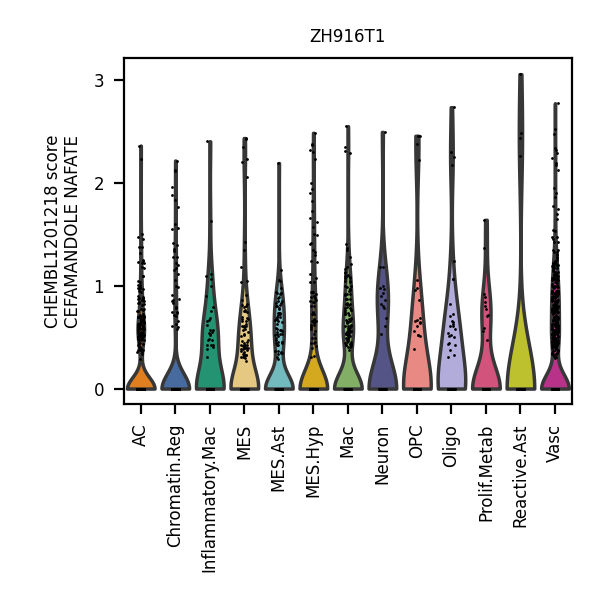 ZH916T1
CHEMBL1201218 score
CEFAMANDOLE NAFATE
3
2
1
0
AC
Chromatin.Reg
Inflammatory.Mac
MES
MES.Ast
MES.Hyp
Mac
Neuron
OPC
Oligo
Prolif.Metab
Reactive.Ast
Vasc